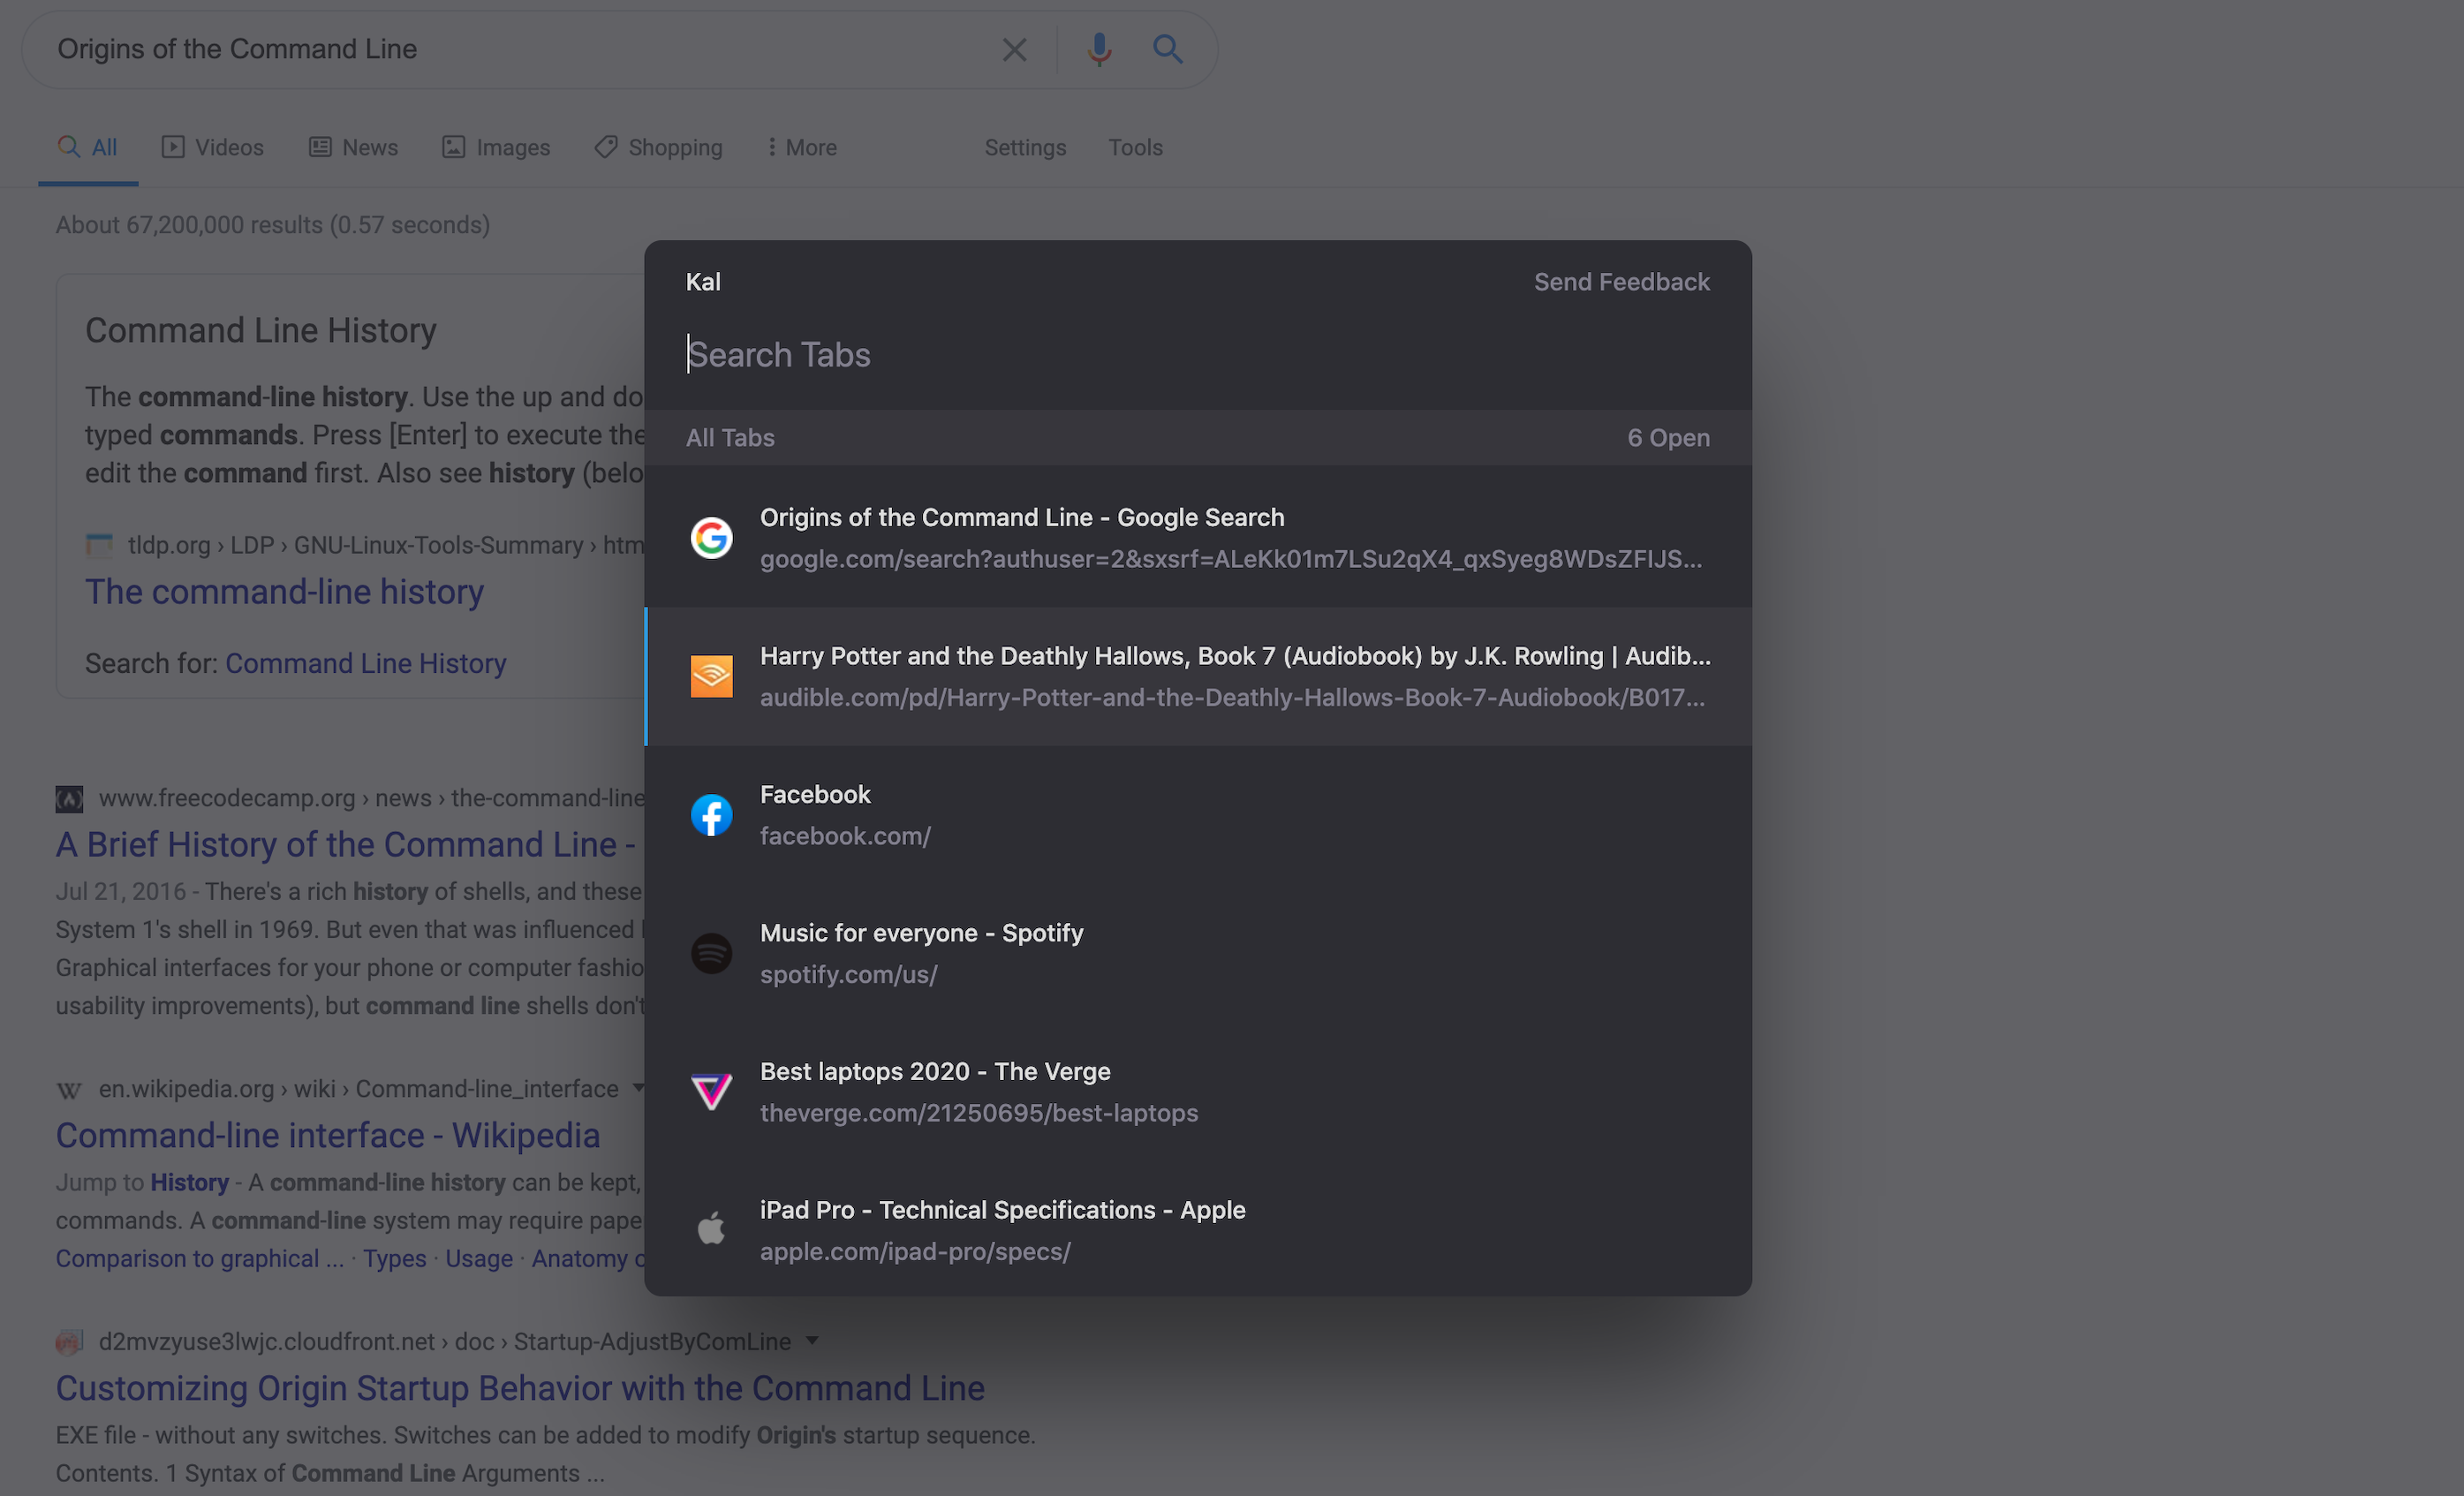 Origins of the Command Line
All Videos News Images Shopping More Settings Tools
About 67,200,000 results (0.57 seconds)
Command Line History
The command-line history. Use the up and do
typed commands. Press [Enter] to execute the
edit the command first. Also see history (belo
tldp.org › LDP › GNU-Linux-Tools-Summary › htm
The command-line history
Search for: Command Line History
www.freecodecamp.org › news › the-command-line
A Brief History of the Command Line -
Jul 21, 2016 - There's a rich history of shells, and these
System 1's shell in 1969. But even that was influenced
Graphical interfaces for your phone or computer fashio
usability improvements), but command line shells don't
en.wikipedia.org › wiki › Command-line_interface
Command-line interface - Wikipedia
Jump to History - A command-line history can be kept,
commands. A command-line system may require pape
Comparison to graphical ... · Types · Usage · Anatomy o
d2mvzyuse3lwjc.cloudfront.net › doc › Startup-AdjustByComLine
Customizing Origin Startup Behavior with the Command Line
EXE file - without any switches. Switches can be added to modify Origin's startup sequence.
Contents. 1 Syntax of Command Line Arguments ...
Kal Send Feedback
Search Tabs
All Tabs 6 Open
Origins of the Command Line - Google Search
google.com/search?authuser=2&sxsrf=ALeKk01m7LSu2qX4_qxSyeg8WDsZFIJS...
Harry Potter and the Deathly Hallows, Book 7 (Audiobook) by J.K. Rowling | Audib...
audible.com/pd/Harry-Potter-and-the-Deathly-Hallows-Book-7-Audiobook/B017...
Facebook
facebook.com/
Music for everyone - Spotify
spotify.com/us/
Best laptops 2020 - The Verge
theverge.com/21250695/best-laptops
iPad Pro - Technical Specifications - Apple
apple.com/ipad-pro/specs/